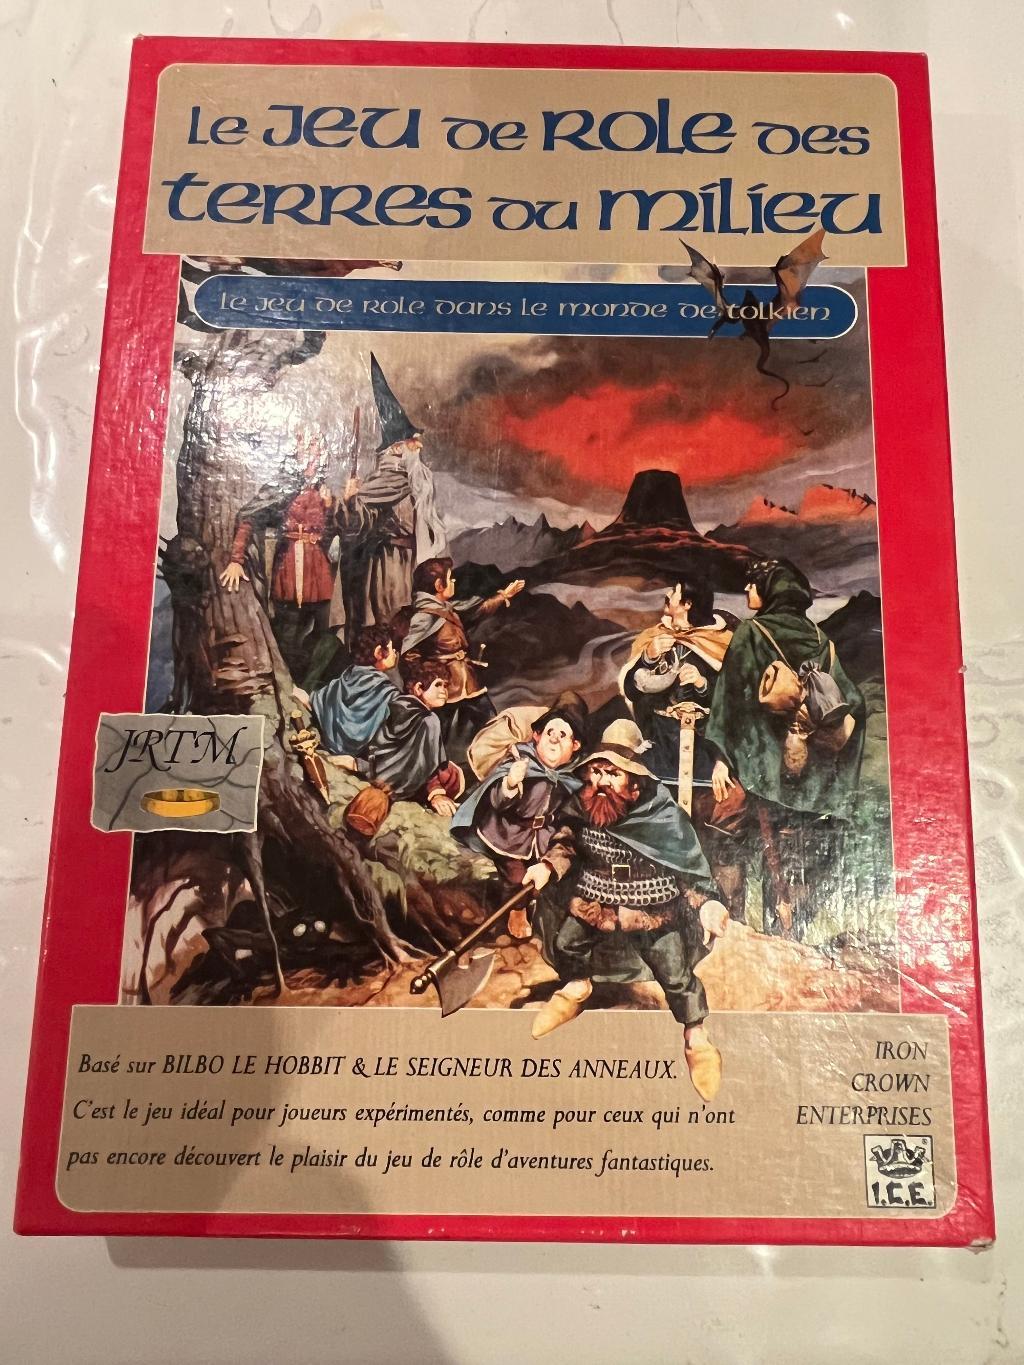 Le Jeu de Role des
Terres du Milieu
Le jeu de role dans le monde de Tolkien
JRTM
Basé sur BILBO LE HOBBIT & LE SEIGNEUR DES ANNEAUX.
C'est le jeu idéal pour joueurs expérimentés, comme pour ceux qui n'ont
pas encore découvert le plaisir du jeu de rôle d'aventures fantastiques.
IRON
CROWN
ENTERPRISES
®
I.C.E.